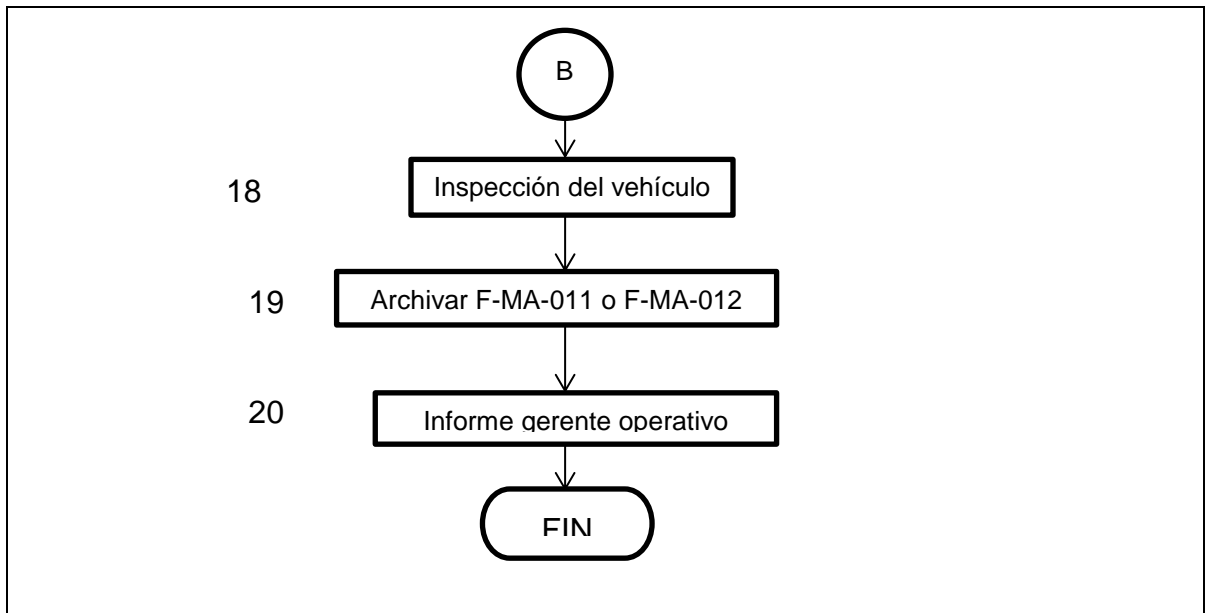 B
18 Inspección del vehículo
19 Archivar F-MA-011 o F-MA-012
20 Informe gerente operativo
FIN